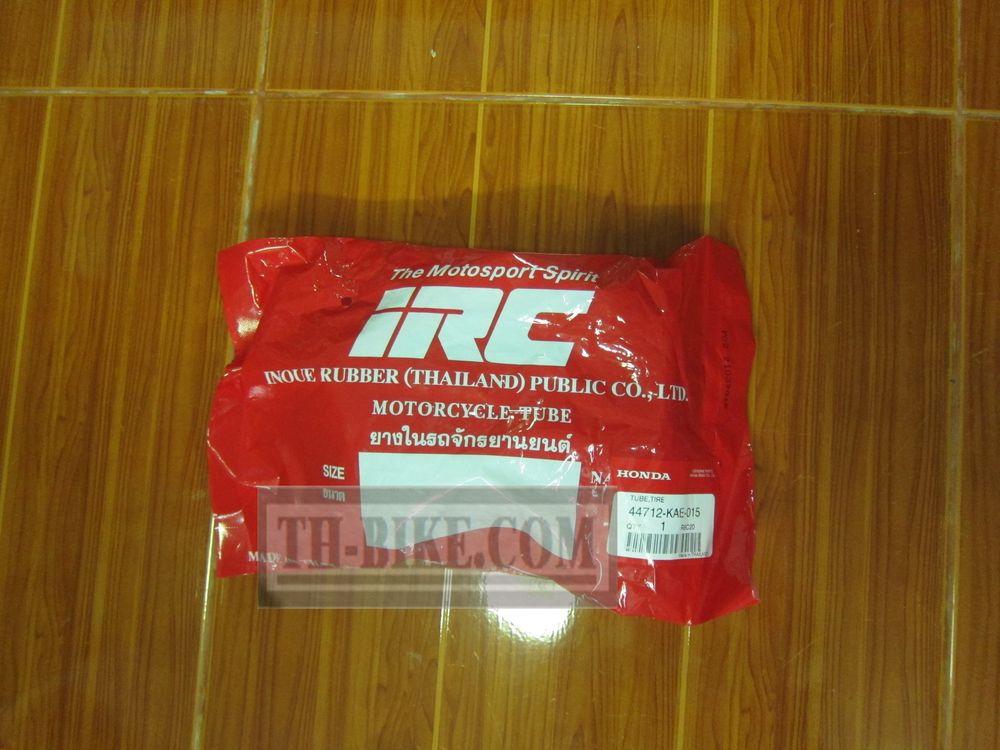 The Motosport Spirit
IRC
INOUE RUBBER (THAILAND) PUBLIC CO., LTD.
MOTORCYCLE TUBE
ยางในรถจักรยานยนต์
SIZE
ขนาด
HONDA
TUBE,TIRE
44712-KAE-015
1
TH-BIKE.COM